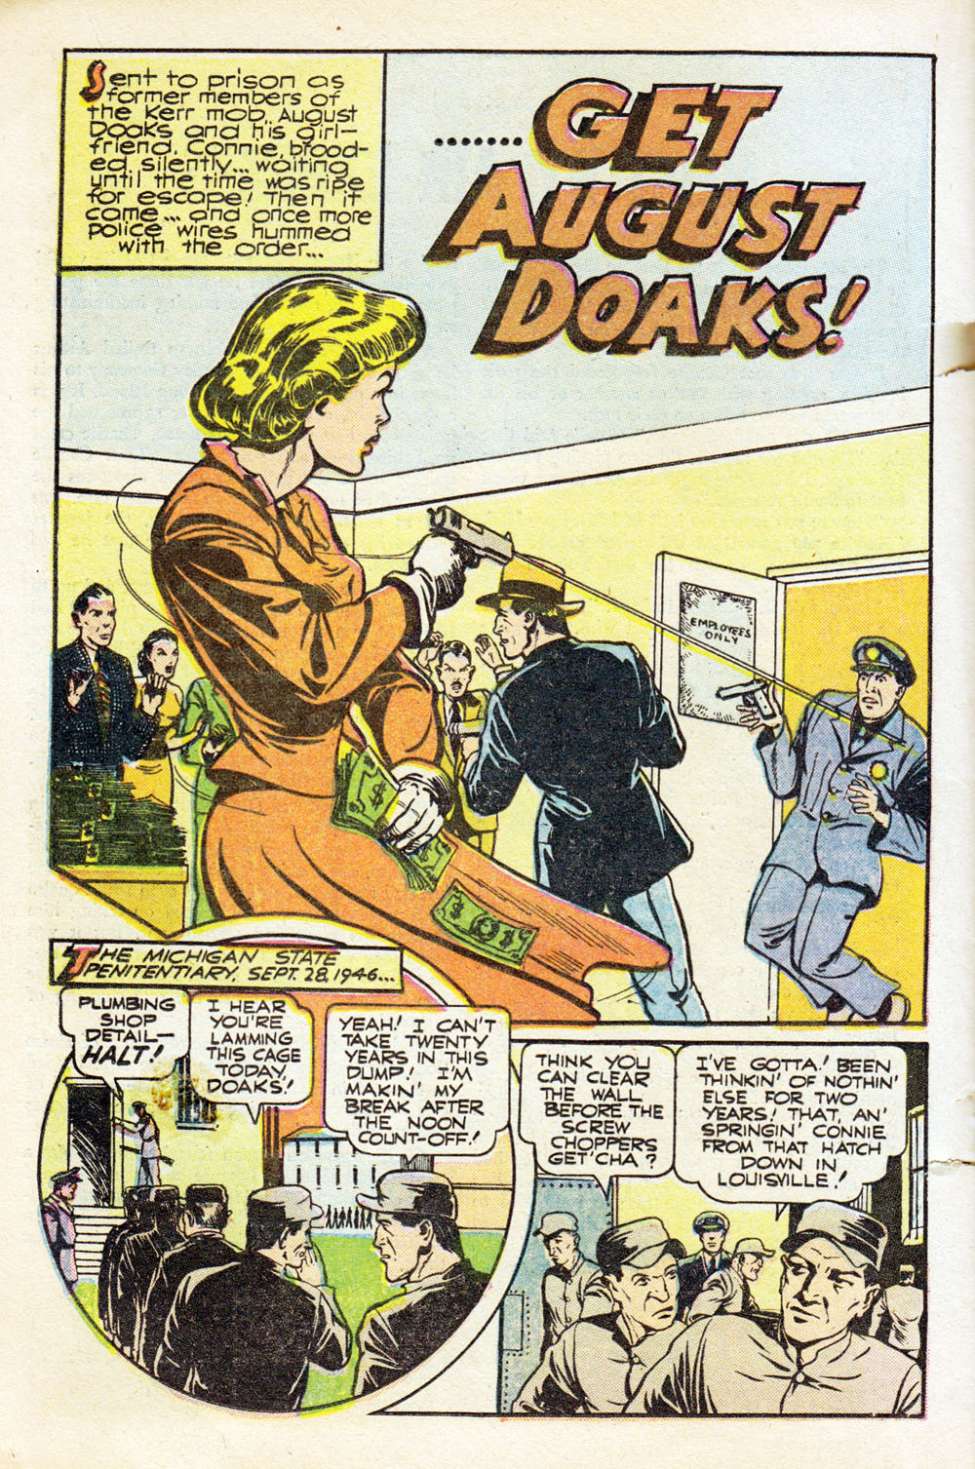 Sent to prison as
former members of
the Kerr mob, August
Doaks and his girl-
friend, Connie, brood-
ed silently... waiting
until the time was ripe
for escape! Then it
came... and once more
police wires hummed
with the order...
........GET
AUGUST
DOAKS!
EMPLOYEES
ONLY
THE MICHIGAN STATE
PENITENTIARY, SEPT. 28, 1946...
PLUMBING
SHOP
DETAIL—
HALT!
I HEAR
YOU'RE
LAMMING
THIS CAGE
TODAY,
DOAKS!
YEAH! I CAN'T
TAKE TWENTY
YEARS IN THIS
DUMP! I'M
MAKIN' MY
BREAK AFTER
THE NOON
COUNT-OFF!
THINK YOU
CAN CLEAR
THE WALL
BEFORE THE
SCREW
CHOPPERS
GET'CHA?
I'VE GOTTA! BEEN
THINKIN' OF NOTHIN'
ELSE FOR TWO
YEARS! THAT, AN'
SPRINGIN' CONNIE
FROM THAT HATCH
DOWN IN
LOUISVILLE!